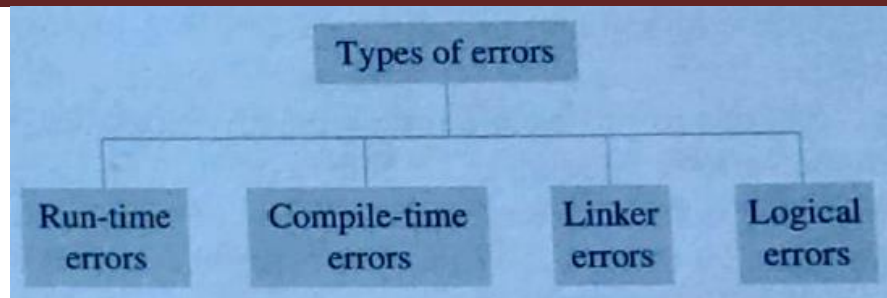 Types of errors
Run-time
errors
Compile-time
errors
Linker
errors
Logical
errors